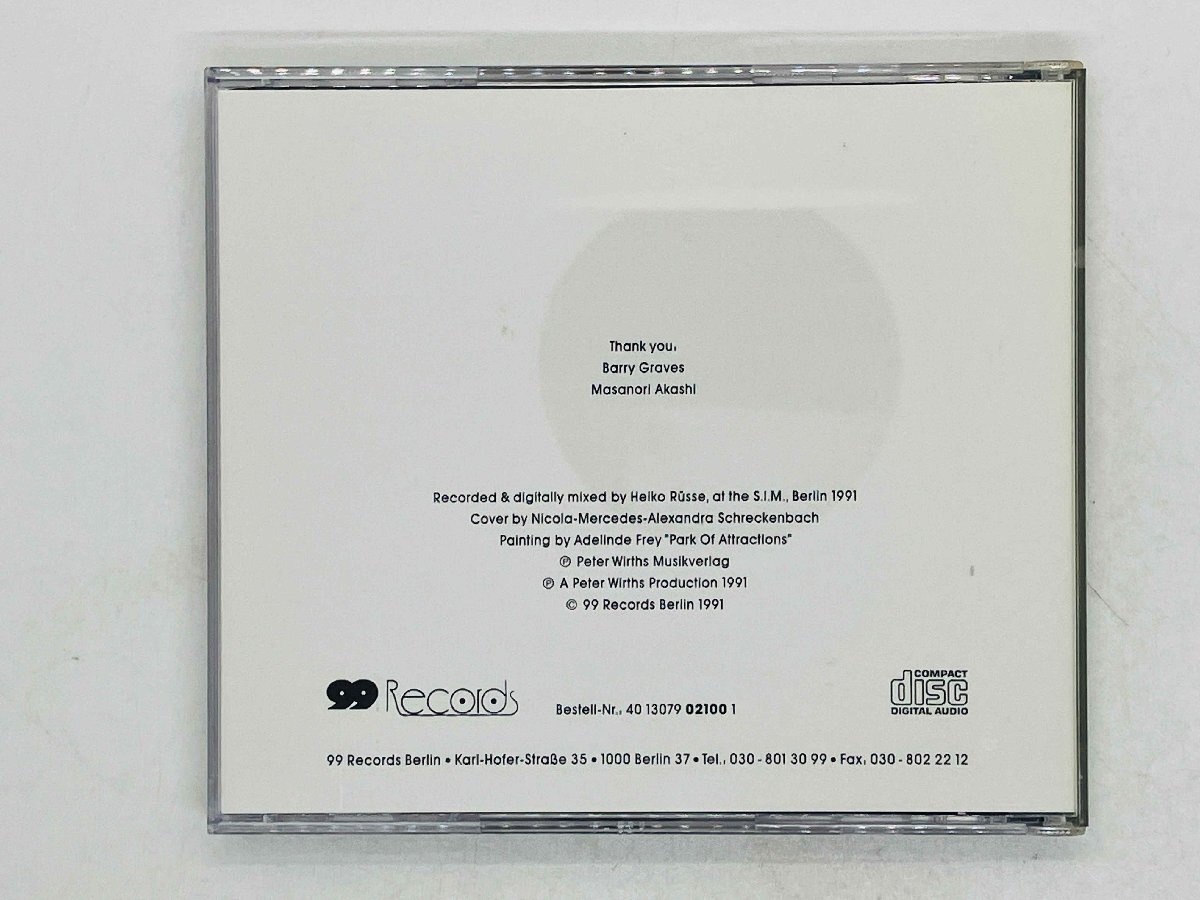 Thank you:
Barry Graves
Masanori Akashi
Recorded & digitally mixed by Heiko Rüsse, at the S.I.M., Berlin 1991
Cover by Nicola-Mercedes-Alexandra Schreckenbach
Painting by Adelinde Frey "Park Of Attractions"
℗ Peter Wirths Musikverlag
℗ A Peter Wirths Production 1991
© 99 Records Berlin 1991
99 Records
Bestell-Nr.: 40 13079 02100 1
COMPACT
disc
DIGITAL AUDIO
99 Records Berlin • Karl-Hofer-Straße 35 • 1000 Berlin 37 • Tel.: 030 - 801 30 99 • Fax: 030 - 802 22 12